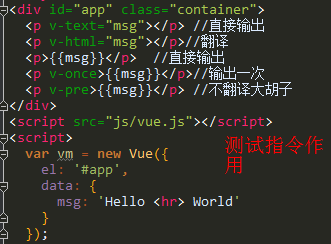 <div id="app" class="container">
<p v-text="msg"></p> //直接输出
<p v-html="msg"></p>//翻译
<p>{{msg}}</p>  //直接输出
<p v-once>{{msg}}</p>//输出一次
<p v-pre>{{msg}}</p> //不翻译大胡子
</div>
<script src="js/vue.js"></script>
<script>
var vm = new Vue({
el: '#app',
data: {
msg: 'Hello <hr> World'
}
});
测试指令作
用